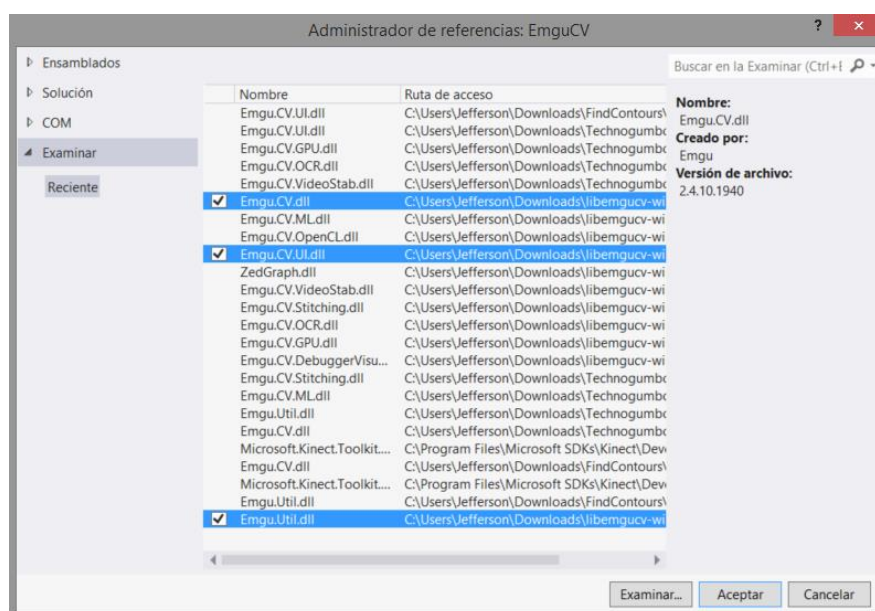 Administrador de referencias: EmguCV
? ×
Ensamblados
Solución
COM
Examinar
Reciente
Buscar en la Examinar (Ctrl+E
Nombre Ruta de acceso
Emgu.CV.UI.dll C:\Users\Jefferson\Downloads\FindContours\
Emgu.CV.UI.dll C:\Users\Jefferson\Downloads\Technogumbo
Emgu.CV.GPU.dll C:\Users\Jefferson\Downloads\Technogumbo
Emgu.CV.OCR.dll C:\Users\Jefferson\Downloads\Technogumbo
Emgu.CV.VideoStab.dll C:\Users\Jefferson\Downloads\Technogumbo
Emgu.CV.dll C:\Users\Jefferson\Downloads\libemgucv-wi
Emgu.CV.ML.dll C:\Users\Jefferson\Downloads\libemgucv-wi
Emgu.CV.OpenCL.dll C:\Users\Jefferson\Downloads\libemgucv-wi
Emgu.CV.UI.dll C:\Users\Jefferson\Downloads\libemgucv-wi
ZedGraph.dll C:\Users\Jefferson\Downloads\libemgucv-wi
Emgu.CV.VideoStab.dll C:\Users\Jefferson\Downloads\libemgucv-wi
Emgu.CV.Stitching.dll C:\Users\Jefferson\Downloads\libemgucv-wi
Emgu.CV.OCR.dll C:\Users\Jefferson\Downloads\libemgucv-wi
Emgu.CV.GPU.dll C:\Users\Jefferson\Downloads\libemgucv-wi
Emgu.CV.DebuggerVisu... C:\Users\Jefferson\Downloads\libemgucv-wi
Emgu.CV.Stitching.dll C:\Users\Jefferson\Downloads\Technogumbo
Emgu.CV.ML.dll C:\Users\Jefferson\Downloads\Technogumbo
Emgu.Util.dll C:\Users\Jefferson\Downloads\Technogumbo
Emgu.CV.dll C:\Users\Jefferson\Downloads\Technogumbo
Microsoft.Kinect.Toolkit.... C:\Program Files\Microsoft SDKs\Kinect\Deve
Emgu.CV.dll C:\Users\Jefferson\Downloads\FindContours\
Microsoft.Kinect.Toolkit.... C:\Program Files\Microsoft SDKs\Kinect\Deve
Emgu.Util.dll C:\Users\Jefferson\Downloads\FindContours\
Emgu.Util.dll C:\Users\Jefferson\Downloads\libemgucv-wi
Nombre:
Emgu.CV.dll
Creado por:
Emgu
Versión de archivo:
2.4.10.1940
Examinar... Aceptar Cancelar